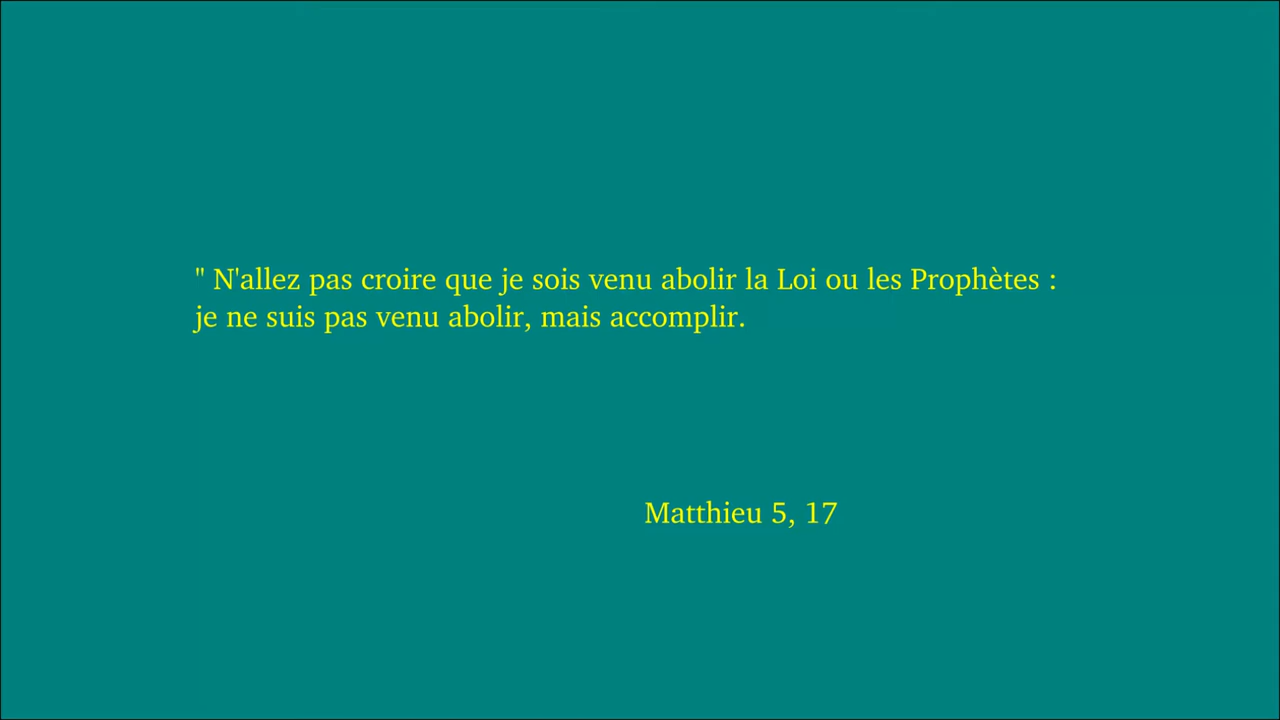 " N'allez pas croire que je sois venu abolir la Loi ou les Prophètes :
je ne suis pas venu abolir, mais accomplir.
Matthieu 5, 17